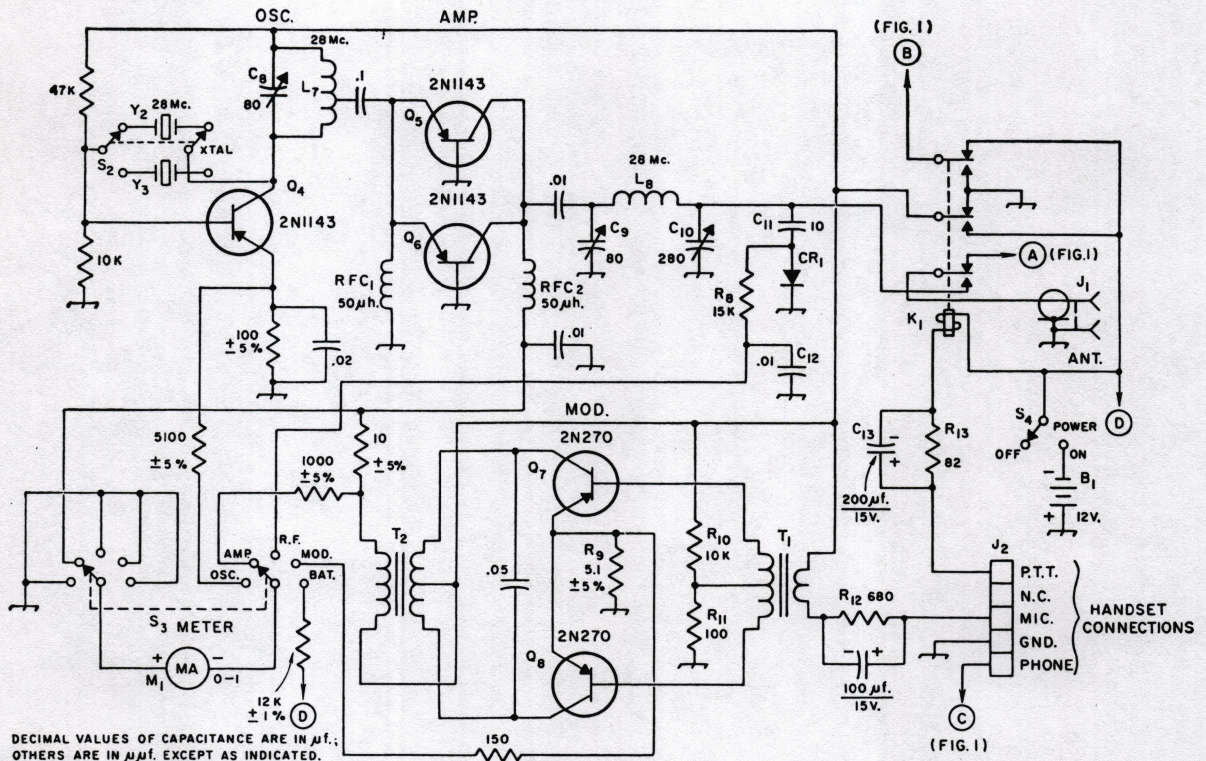 OSC.
AMP.
(FIG. 1)
B
28 Mc.
47K
C8
80
L7
.1
2N1143
Q5
Y2
28 Mc.
XTAL
S2
Y3
Q4
2N1143
2N1143
Q6
10K
.01
28 Mc.
L8
C9
80
C10
280
C11
10
CR1
R8
15K
A (FIG.1)
J1
K1
ANT.
RFC1
50μh.
RFC2
50μh.
100
±5%
.02
.01
.01
C12
MOD.
5100
±5%
1000
±5%
10
±5%
2N270
Q7
C13
-
+
200μf.
15V.
R13
82
S4
POWER
OFF
ON
D
-
B1
+
12V.
R.F.
AMP.
MOD.
OSC.
BAT.
T2
.05
R9
5.1
±5%
R10
10K
T1
R11
100
R12 680
- +
100μf.
15V.
J2
P.T.T.
N.C.
MIC.
GND.
PHONE
HANDSET
CONNECTIONS
S3 METER
+
MA
-
M1
0-1
2N270
Q8
12K
±1%
D
150
C
(FIG. 1)
DECIMAL VALUES OF CAPACITANCE ARE IN μf.;
OTHERS ARE IN μμf. EXCEPT AS INDICATED.